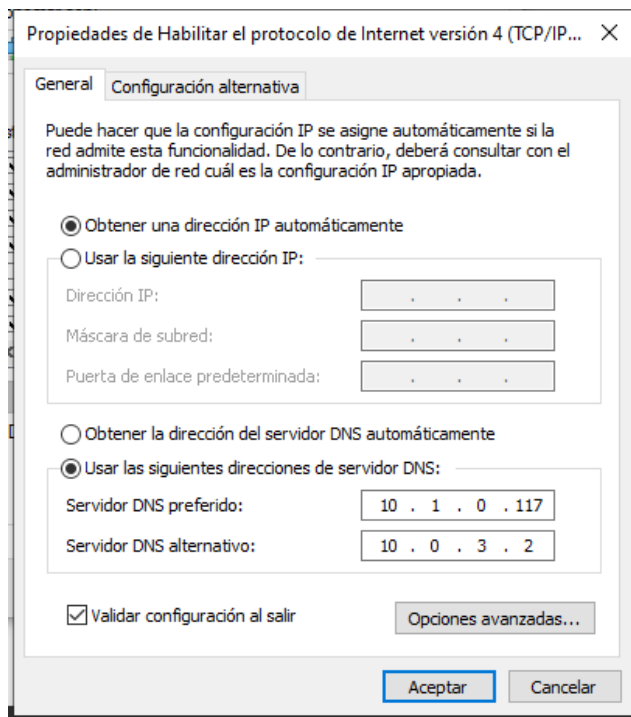 Propiedades de Habilitar el protocolo de Internet versión 4 (TCP/IP...
General
Configuración alternativa
Puede hacer que la configuración IP se asigne automáticamente si la
red admite esta funcionalidad. De lo contrario, deberá consultar con el
administrador de red cuál es la configuración IP apropiada.
Obtener una dirección IP automáticamente
Usar la siguiente dirección IP:
Dirección IP:
Máscara de subred:
Puerta de enlace predeterminada:
Obtener la dirección del servidor DNS automáticamente
Usar las siguientes direcciones de servidor DNS:
Servidor DNS preferido: 10 . 1 . 0 . 117
Servidor DNS alternativo: 10 . 0 . 3 . 2
Validar configuración al salir
Opciones avanzadas...
Aceptar
Cancelar